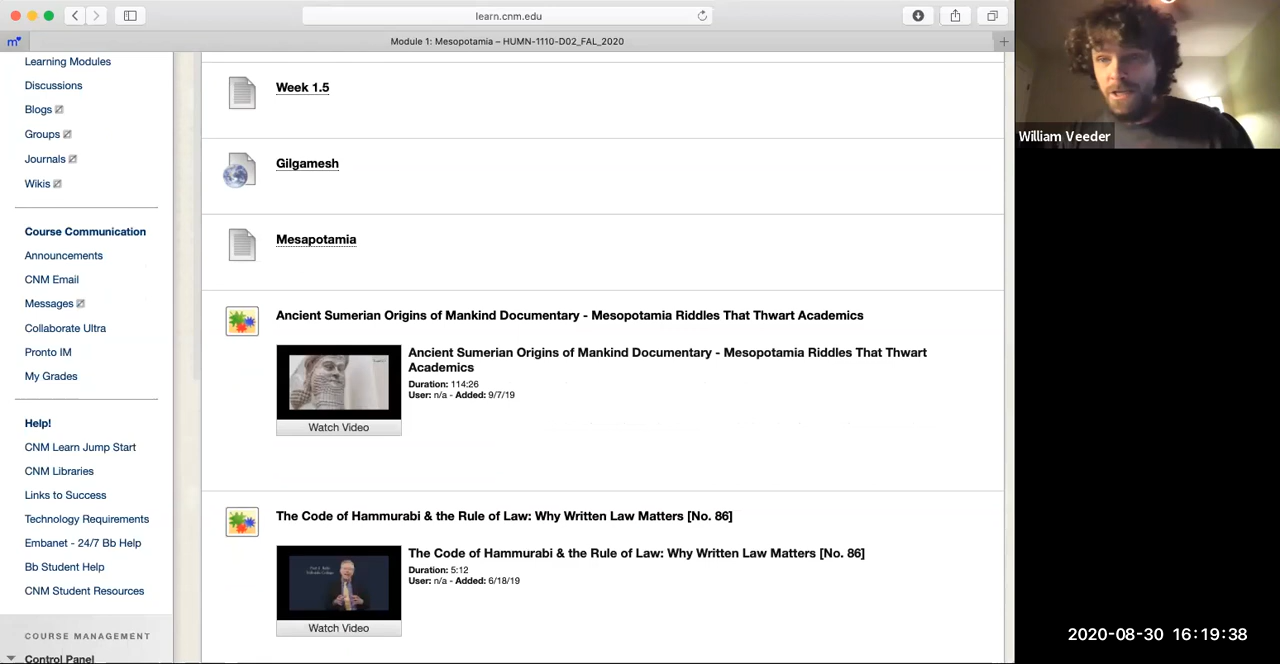 learn.cnm.edu
Module 1: Mesopotamia – HUMN-1110-D02_FAL_2020
Learning Modules
Discussions
Blogs
Groups
Journals
Wikis
Course Communication
Announcements
CNM Email
Messages
Collaborate Ultra
Pronto IM
My Grades
Help!
CNM Learn Jump Start
CNM Libraries
Links to Success
Technology Requirements
Embanet - 24/7 Bb Help
Bb Student Help
CNM Student Resources
COURSE MANAGEMENT
Control Panel
Week 1.5
Gilgamesh
Mesapotamia
Ancient Sumerian Origins of Mankind Documentary - Mesopotamia Riddles That Thwart Academics
Ancient Sumerian Origins of Mankind Documentary - Mesopotamia Riddles That Thwart
Academics
Duration: 114:26
User: n/a - Added: 9/7/19
Watch Video
The Code of Hammurabi & the Rule of Law: Why Written Law Matters [No. 86]
The Code of Hammurabi & the Rule of Law: Why Written Law Matters [No. 86]
Duration: 5:12
User: n/a - Added: 6/18/19
Watch Video
William Veeder
2020-08-30 16:19:38